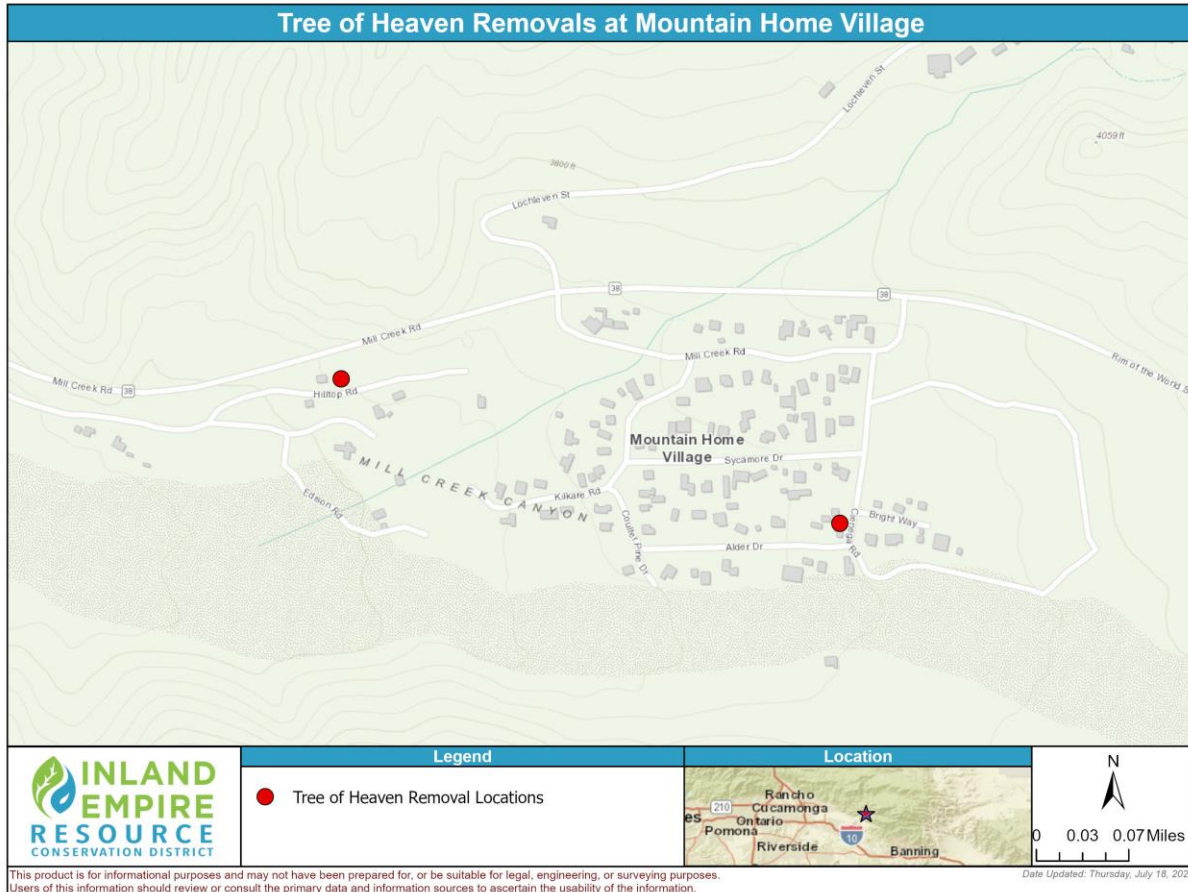 Tree of Heaven Removals at Mountain Home Village
Lochleven St
4059 ft
3800 ft
Lochleven St
38
38
Mill Creek Rd
Mill Creek Rd
Rim of the World S
Mill Creek Rd
38
Hilltop Rd
Mountain Home
Village
Sycamore Dr
MILL CREEK CANYON
Kilkare Rd
Edison Rd
Bright Way
Coulter Pine Dr
Alder Dr
Rd
INLAND
EMPIRE
RESOURCE
CONSERVATION DISTRICT
Legend
Tree of Heaven Removal Locations
Location
Rancho
Cucamonga
210
es
Ontario
Pomona
10
Riverside
Banning
N
0 0.03 0.07 Miles
This product is for informational purposes and may not have been prepared for, or be suitable for legal, engineering, or surveying purposes.
Users of this information should review or consult the primary data and information sources to ascertain the usability of the information.
Date Updated: Thursday, July 18, 202